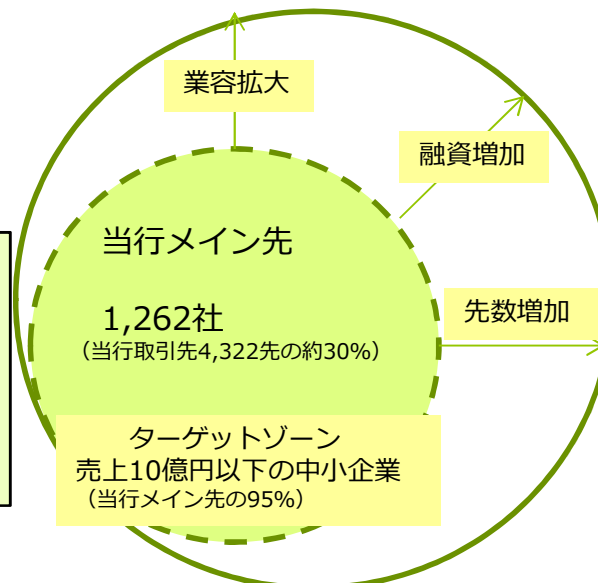 業容拡大
融資増加
当行メイン先
1,262社
（当行取引先4,322先の約30%）
先数増加
ターゲットゾーン
売上10億円以下の中小企業
（当行メイン先の95%）